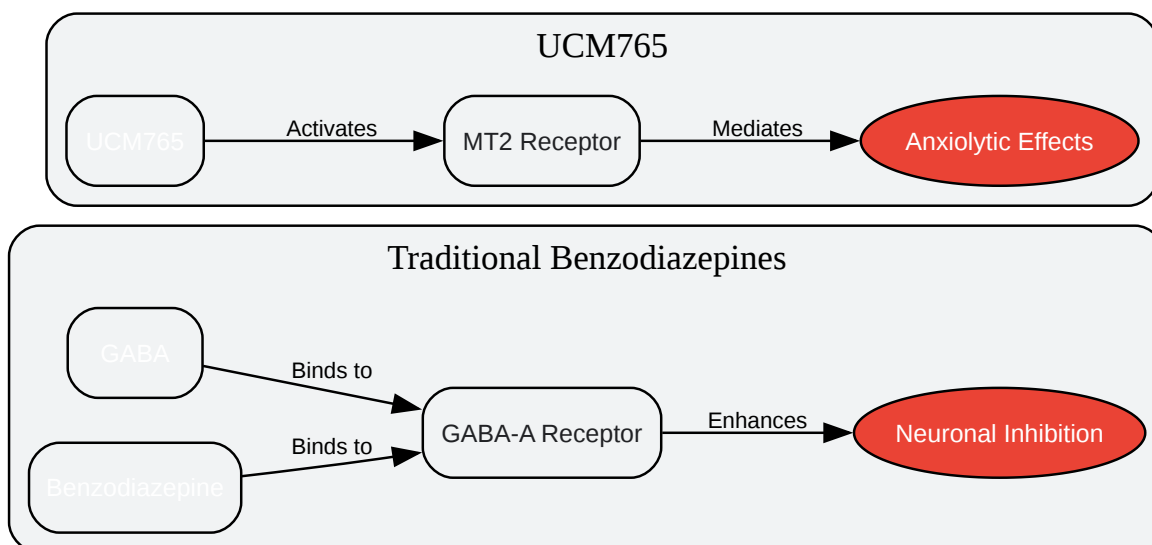 UCM765
UCM765
Activates
MT2 Receptor
Mediates
Anxiolytic Effects
Traditional Benzodiazepines
GABA
Binds to
Benzodiazepine
Binds to
GABA-A Receptor
Enhances
Neuronal Inhibition